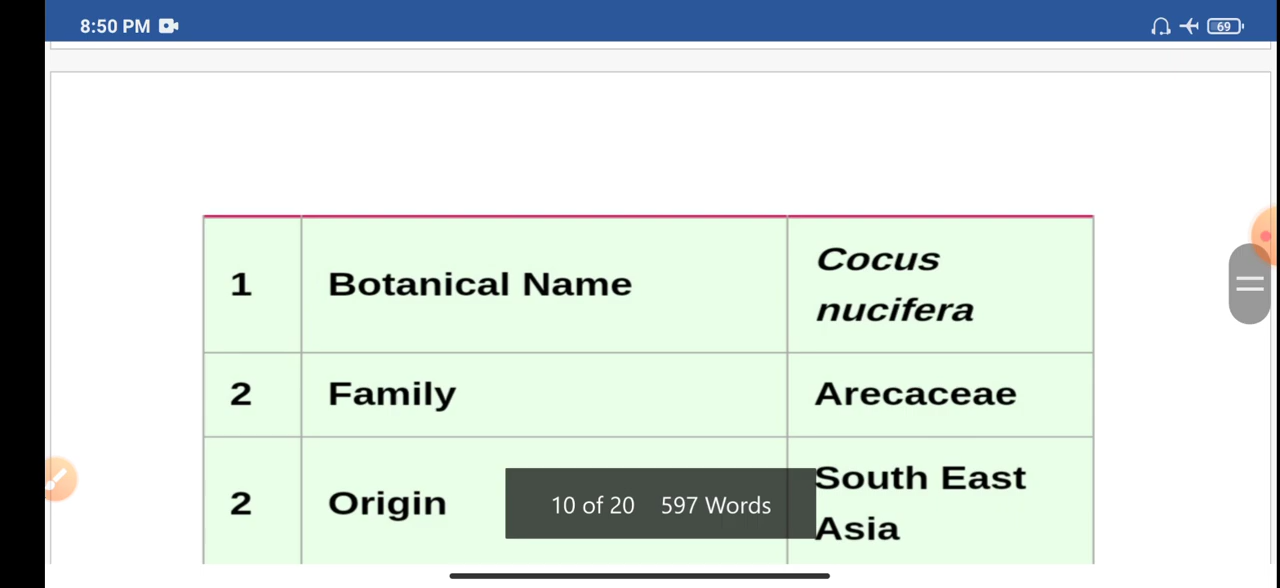 8:50 PM 69
1 Botanical Name Cocus
nucifera
2 Family Arecaceae
2 Origin South East
Asia
10 of 20 597 Words